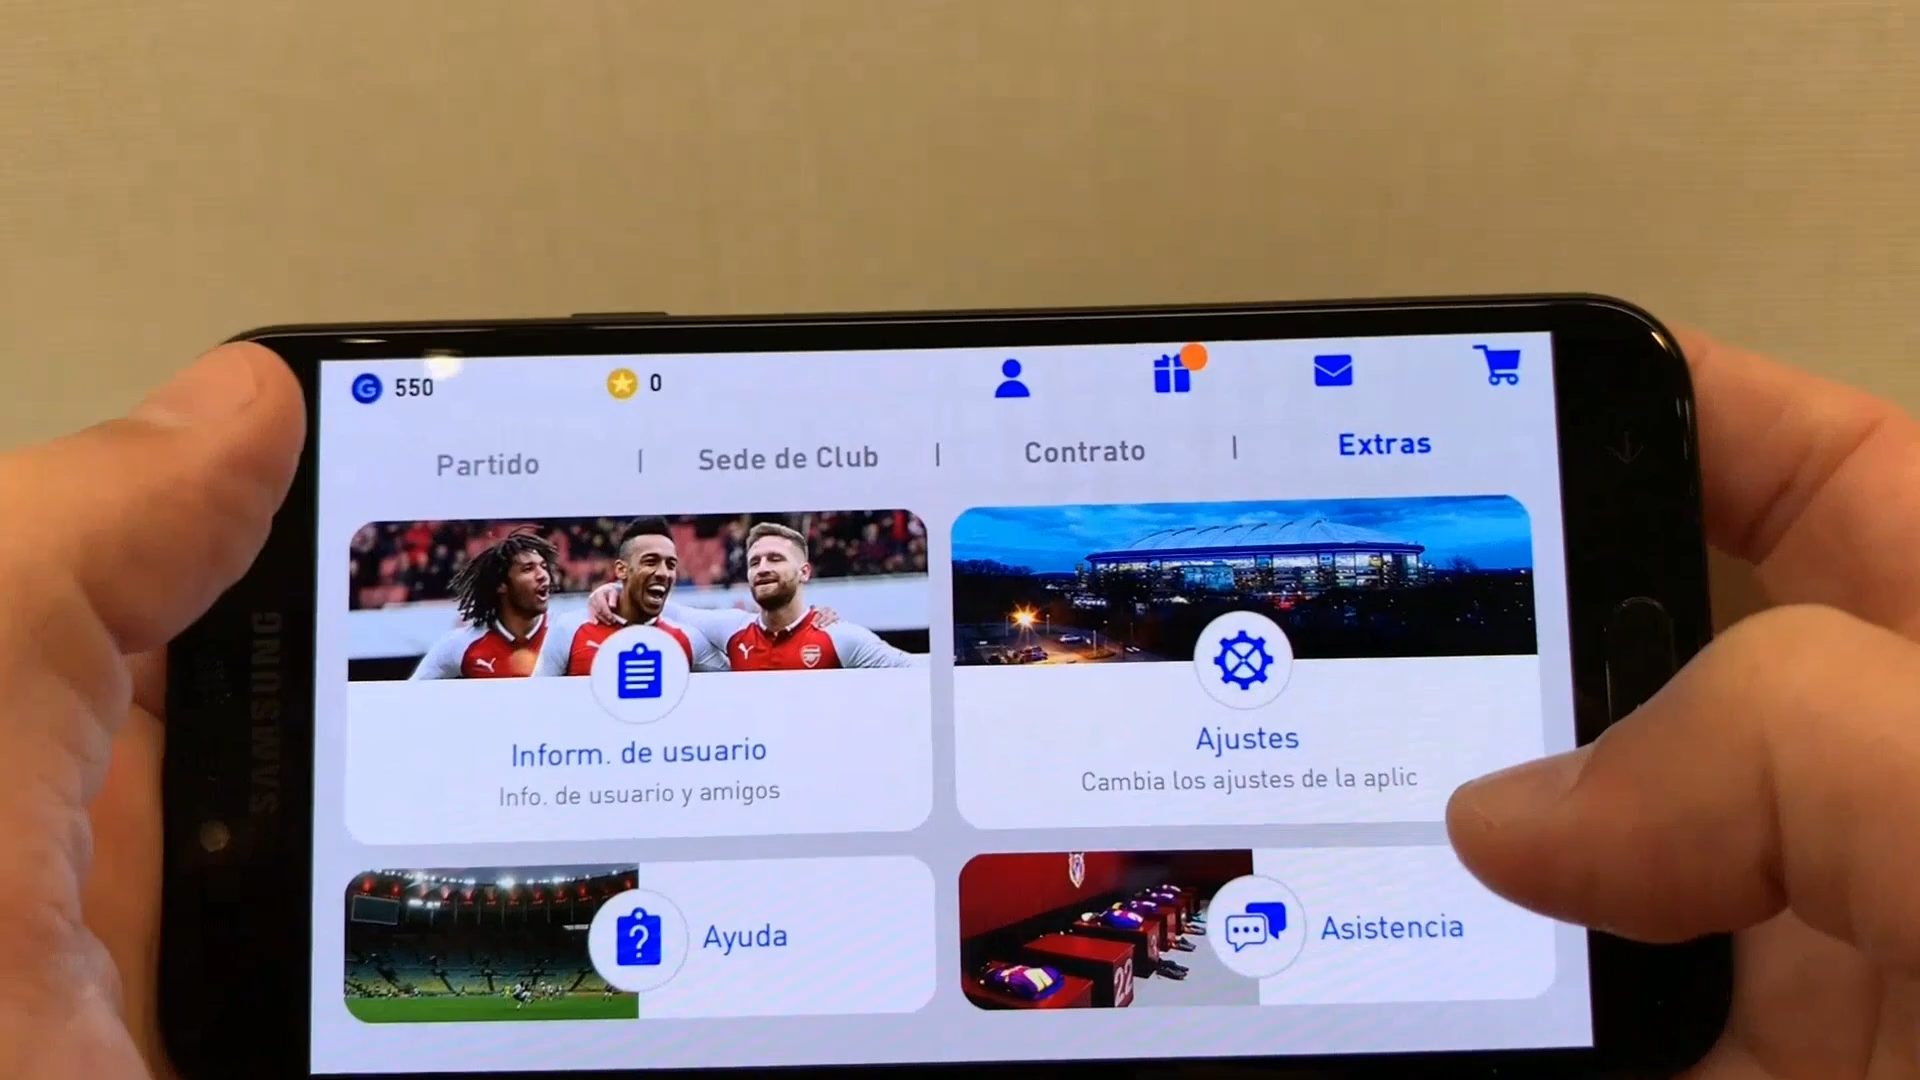 G 550 0
Partido | Sede de Club | Contrato | Extras
Inform. de usuario
Info. de usuario y amigos
Ajustes
Cambia los ajustes de la aplic
? Ayuda
22
Asistencia
SAMSUNG